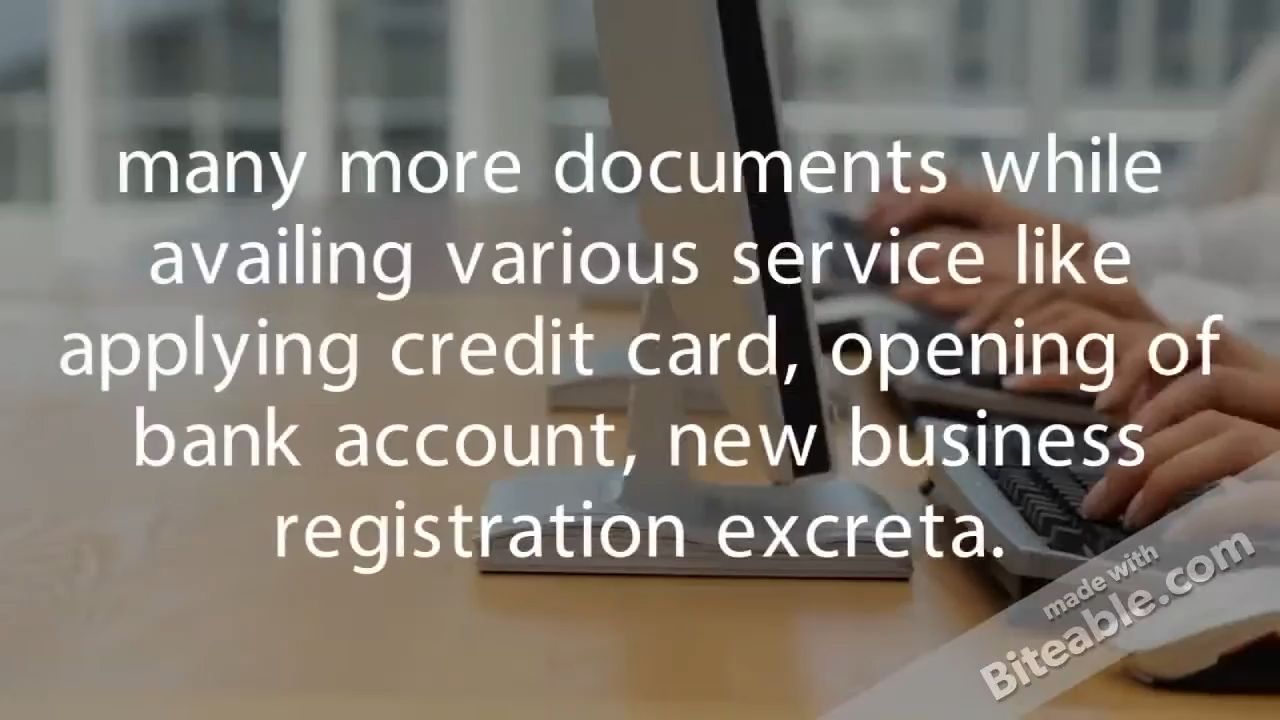 many more documents while
availing various service like
applying credit card, opening of
bank account, new business
registration excreta.
made with
Biteable.com